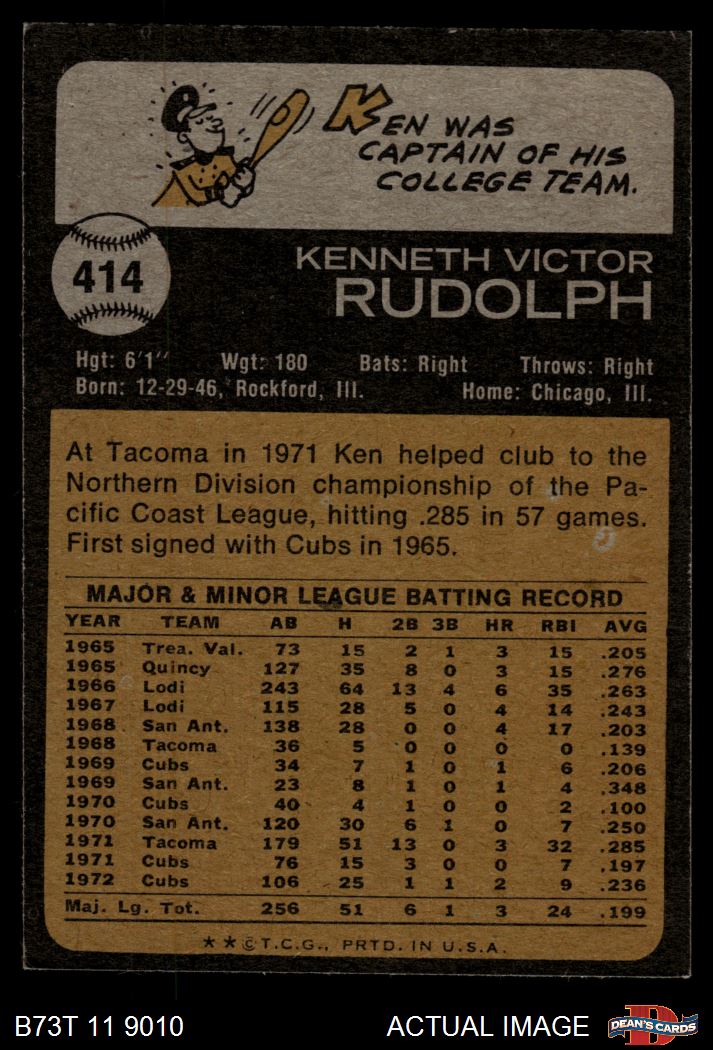 KEN WAS
CAPTAIN OF HIS
COLLEGE TEAM.
414
KENNETH VICTOR
RUDOLPH
Hgt: 6'1" Wgt: 180 Bats: Right Throws: Right
Born: 12-29-46, Rockford, Ill. Home: Chicago, Ill.
At Tacoma in 1971 Ken helped club to the
Northern Division championship of the Pa-
cific Coast League, hitting .285 in 57 games.
First signed with Cubs in 1965.
MAJOR & MINOR LEAGUE BATTING RECORD
YEAR TEAM AB H 2B 3B HR RBI AVG
1965 Trea. Val. 73 15 2 1 3 15 .205
1965 Quincy 127 35 8 0 3 15 .276
1966 Lodi 243 64 13 4 6 35 .263
1967 Lodi 115 28 5 0 4 14 .243
1968 San Ant. 138 28 0 0 4 17 .203
1968 Tacoma 36 5 0 0 0 0 .139
1969 Cubs 34 7 1 0 1 6 .206
1969 San Ant. 23 8 1 0 1 4 .348
1970 Cubs 40 4 1 0 0 2 .100
1970 San Ant. 120 30 6 1 0 7 .250
1971 Tacoma 179 51 13 0 3 32 .285
1971 Cubs 76 15 3 0 0 7 .197
1972 Cubs 106 25 1 1 2 9 .236
Maj. Lg. Tot. 256 51 6 1 3 24 .199
**©T.C.G., PRTD. IN U.S.A.
B73T 11 9010 ACTUAL IMAGE DEAN'S CARDS